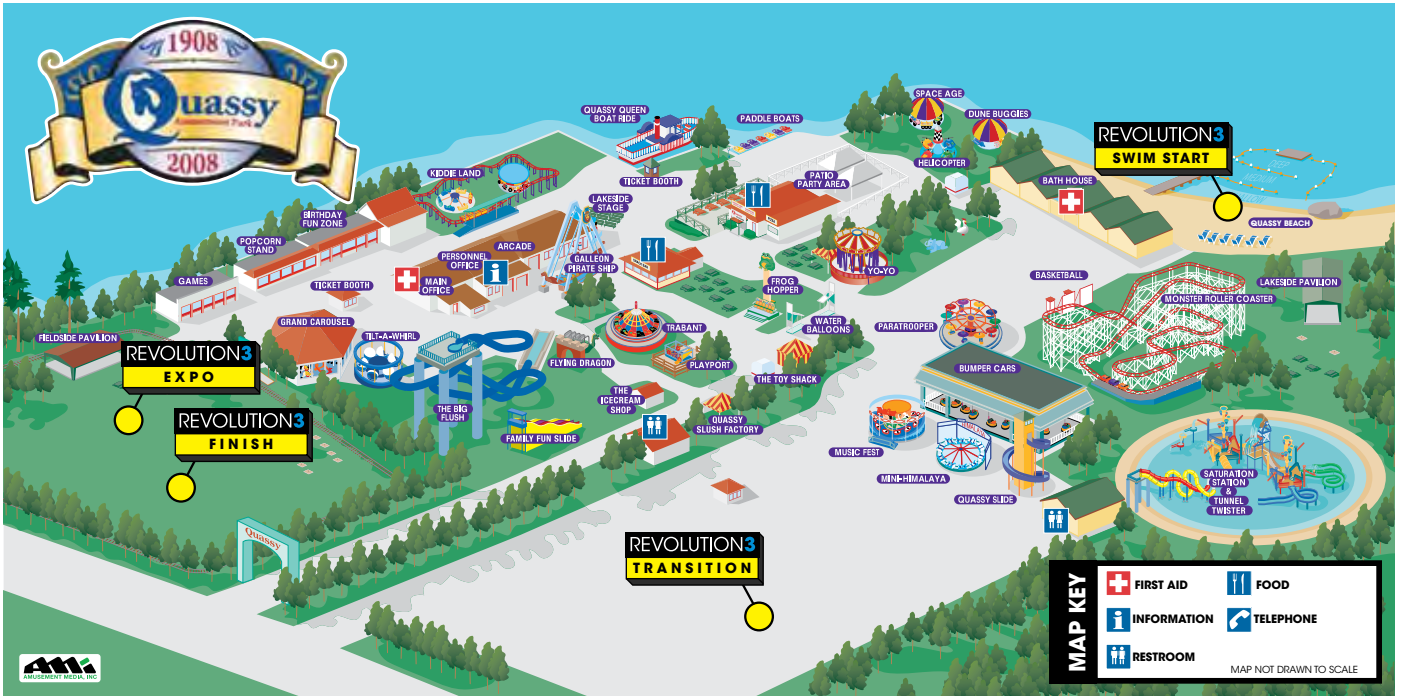 1908
Quassy
Amusement Park
2008
SPACE AGE
DUNE BUGGIES
QUASSY QUEEN
BOAT RIDE
PADDLE BOATS
HELICOPTER
REVOLUTION3
SWIM START
DEEP
KIDDIE LAND
TICKET BOOTH
PATIO
PARTY AREA
BATH HOUSE
LAKESIDE
STAGE
BIRTHDAY
FUN ZONE
QUASSY BEACH
POPCORN
STAND
ARCADE
PERSONNEL
OFFICE
GALLEON
PIRATE SHIP
YO-YO
GAMES
TICKET BOOTH
MAIN
OFFICE
FROG
HOPPER
BASKETBALL
LAKESIDE PAVILION
MONSTER ROLLER COASTER
GRAND CAROUSEL
TRABANT
WATER
BALLOONS
PARATROOPER
FIELDSIDE PAVILION
TILT-A-WHIRL
REVOLUTION3
EXPO
FLYING DRAGON
PLAYPORT
THE TOY SHACK
BUMPER CARS
THE
ICECREAM
SHOP
REVOLUTION3
FINISH
THE BIG
FLUSH
FAMILY FUN SLIDE
QUASSY
SLUSH FACTORY
MUSIC FEST
MINI-HIMALAYA
QUASSY SLIDE
SATURATION
STATION
&
TUNNEL
TWISTER
Quassy
REVOLUTION3
TRANSITION
MAP KEY
FIRST AID
FOOD
INFORMATION
TELEPHONE
RESTROOM
MAP NOT DRAWN TO SCALE
AMi
AMUSEMENT MEDIA, INC